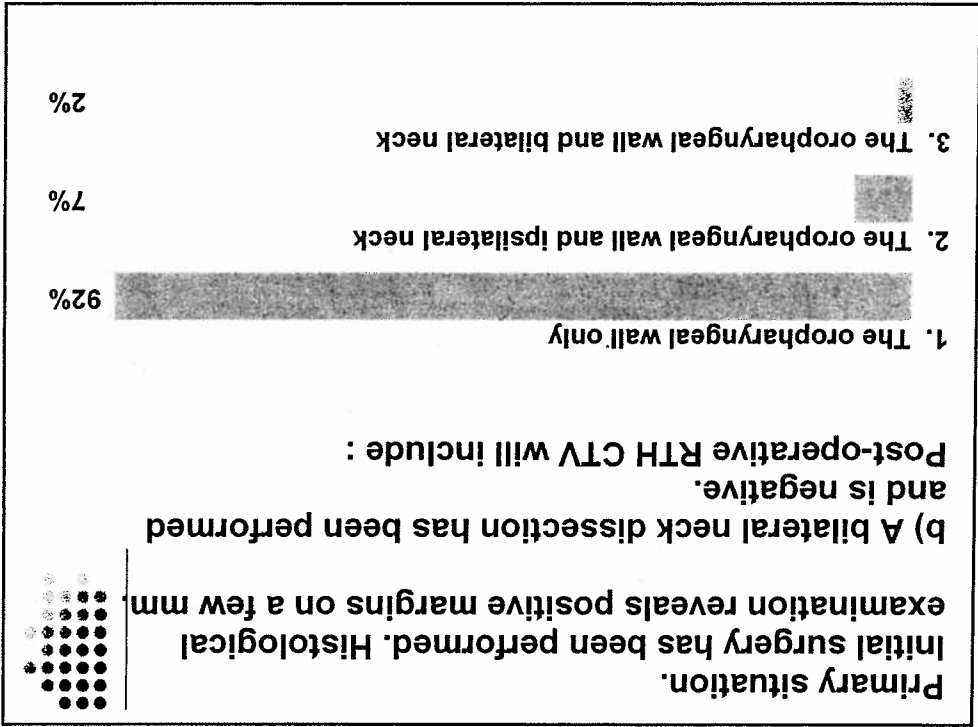 Primary situation.
Initial surgery has been performed. Histological
examination reveals positive margins on a few mm.
b) A bilateral neck dissection has been performed
and is negative.
Post-operative RTH CTV will include :
1. The oropharyngeal wall only
92%
2. The oropharyngeal wall and ipsilateral neck
7%
3. The oropharyngeal wall and bilateral neck
2%